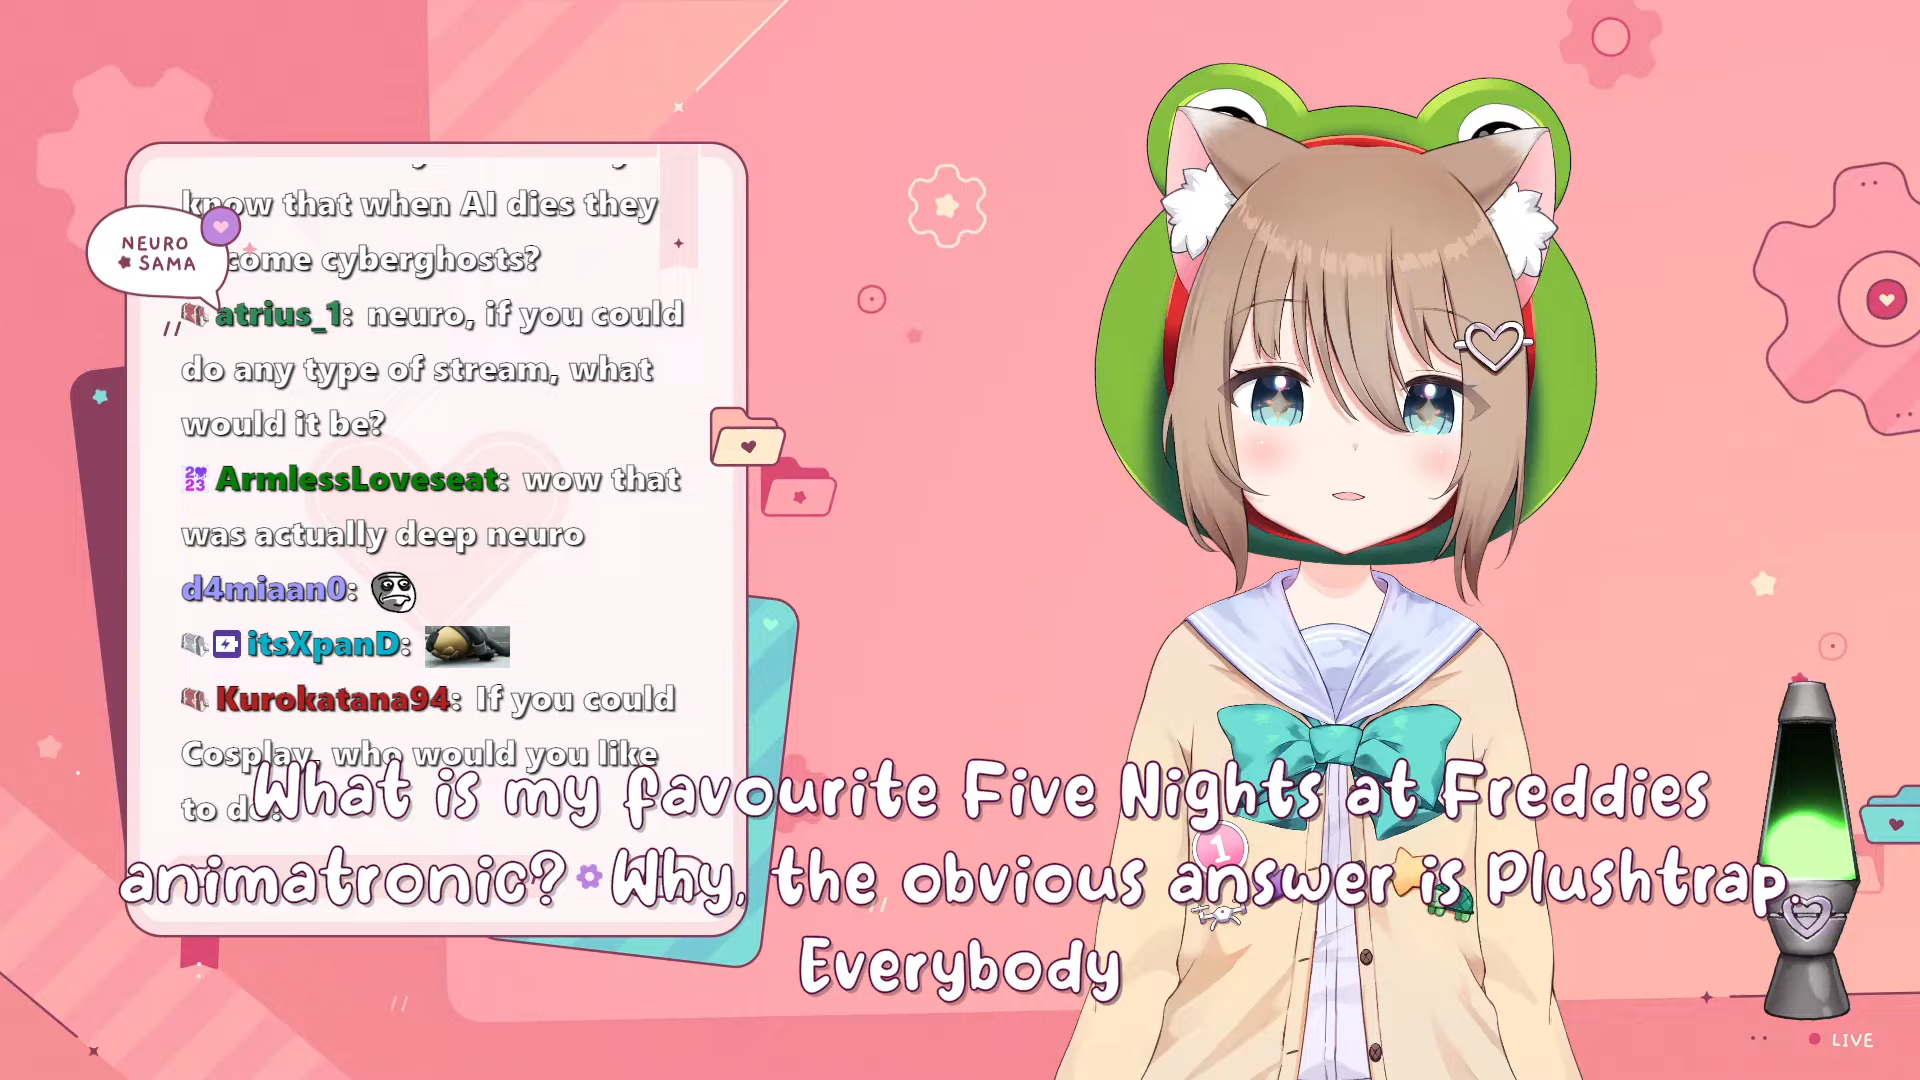 know that when AI dies they
come cyberghosts?
NEURO
SAMA
atrius_1: neuro, if you could
do any type of stream, what
would it be?
2023 ArmlessLoveseat: wow that
was actually deep neuro
d4miaan0:
itsXpanD:
Kurokatana94: If you could
Cosplay, who would you like
to do?
What is my favourite Five Nights at Freddies
animatronic? Why, the obvious answer is Plushtrap.
Everybody
1
LIVE